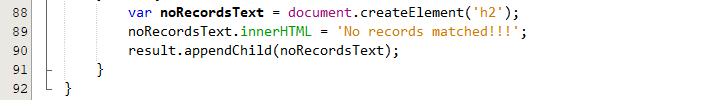 88 var noRecordsText = document.createElement('h2');
89 noRecordsText.innerHTML = 'No records matched!!!';
90 result.appendChild(noRecordsText);
91 }
92 }